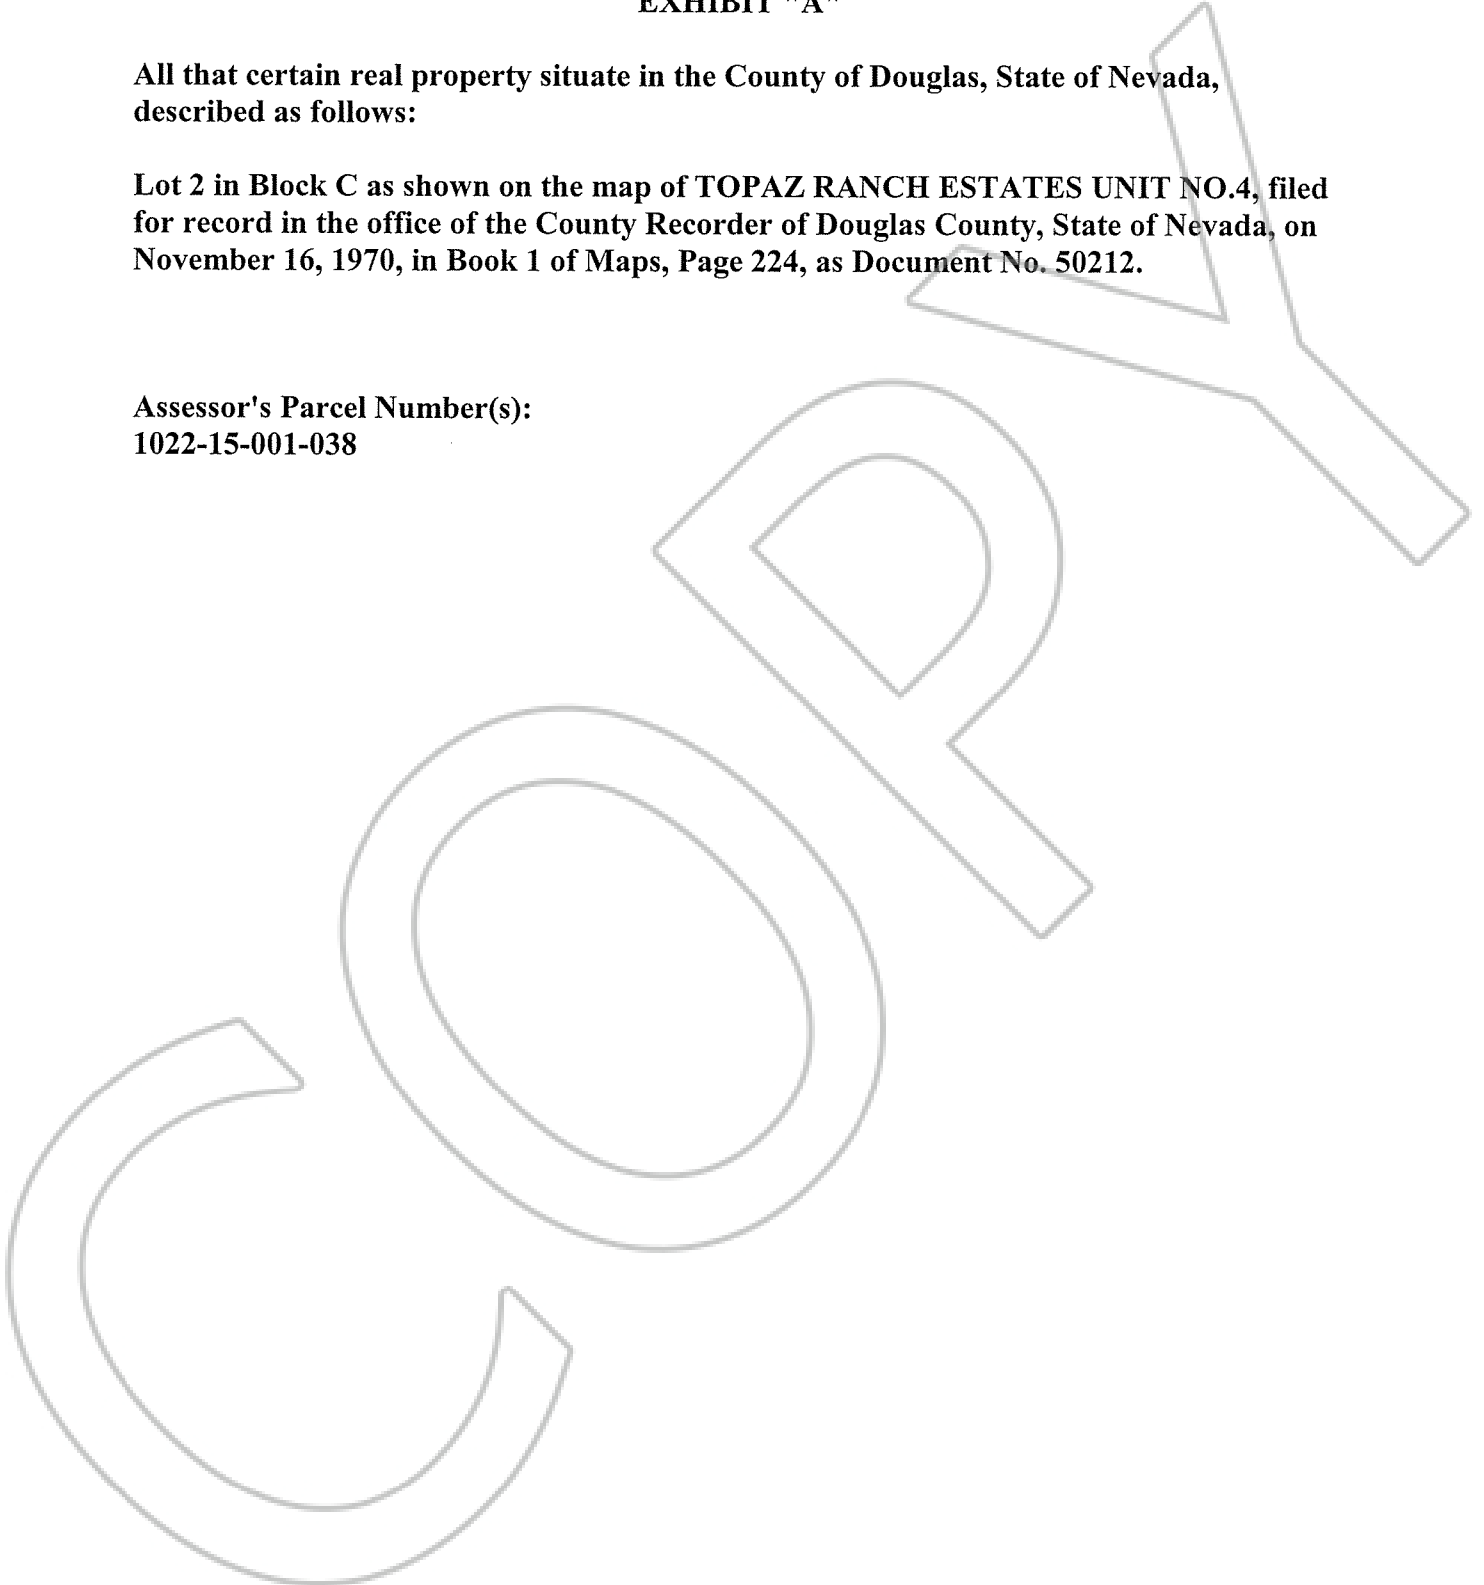 EXHIBIT "A"
All that certain real property situate in the County of Douglas, State of Nevada,
described as follows:
Lot 2 in Block C as shown on the map of TOPAZ RANCH ESTATES UNIT NO.4, filed
for record in the office of the County Recorder of Douglas County, State of Nevada, on
November 16, 1970, in Book 1 of Maps, Page 224, as Document No. 50212.
Assessor's Parcel Number(s):
1022-15-001-038
COPY